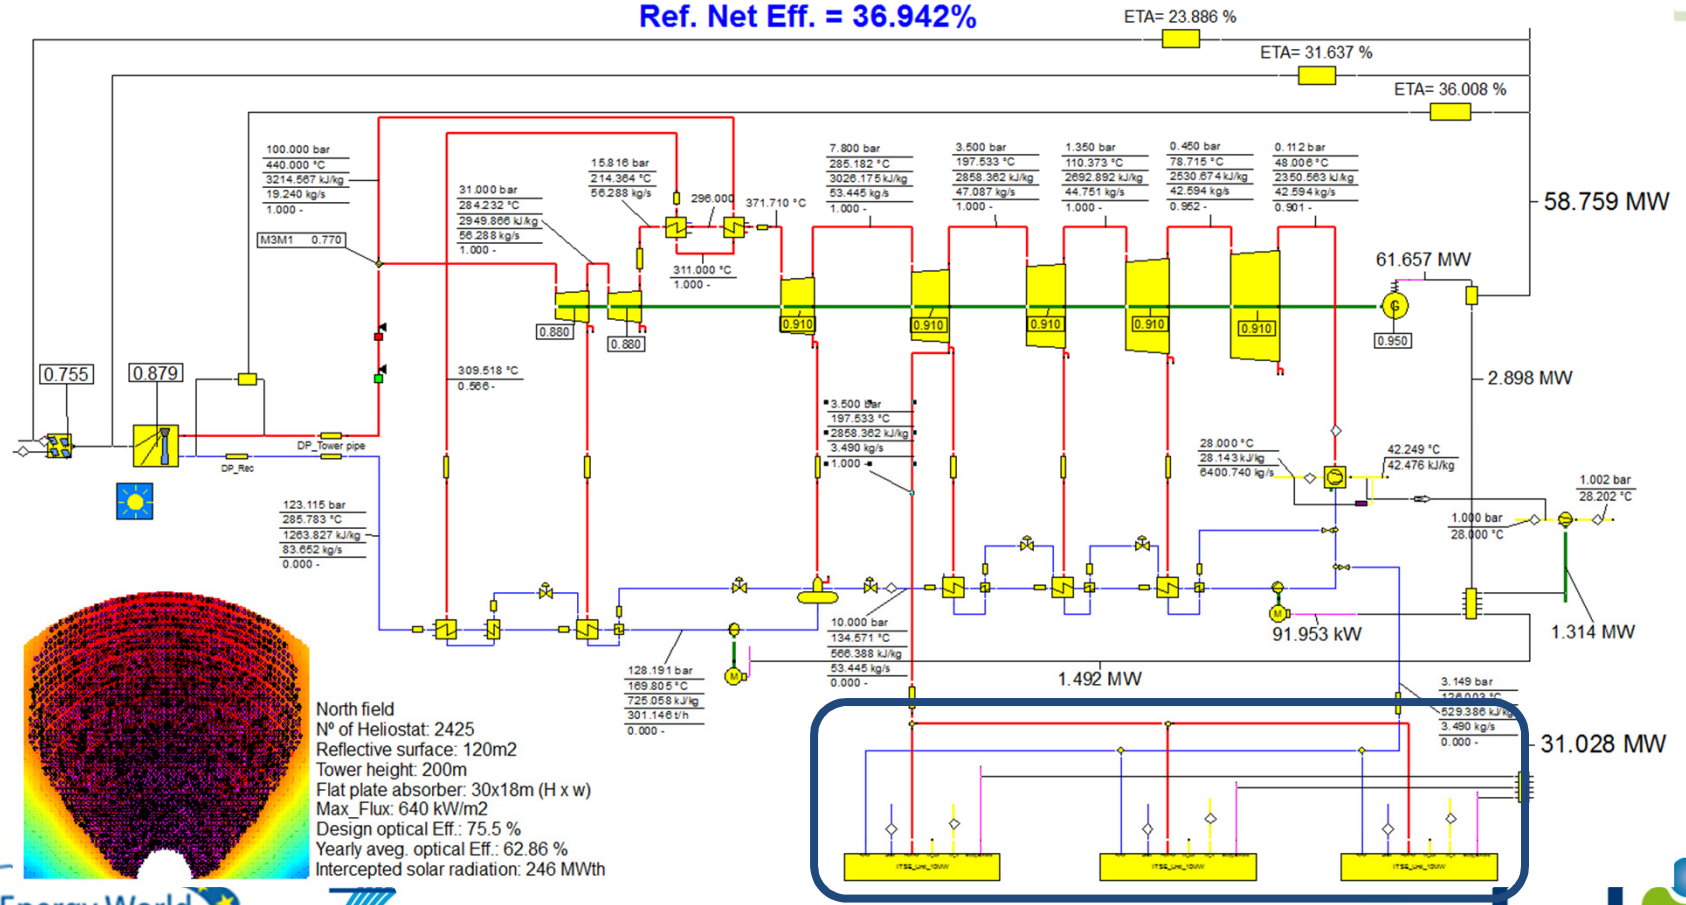 Ref. Net Eff. = 36.942%
ETA= 23.886 %
ETA= 31.637 %
ETA= 36.008 %
100.000 bar
440.000 °C
3214.567 kJ/kg
19.240 kg/s
1.000 -
M3M1 0.770
31.000 bar
284.232 °C
2949.866 kJ/kg
56.288 kg/s
1.000 -
15.816 bar
214.364 °C
56.288 kg/s
296.000
371.710 °C
311.000 °C
1.000 -
7.800 bar
285.182 °C
3026.175 kJ/kg
53.445 kg/s
1.000 -
3.500 bar
197.533 °C
2858.362 kJ/kg
47.087 kg/s
1.000 -
1.350 bar
110.373 °C
2692.892 kJ/kg
44.751 kg/s
1.000 -
0.450 bar
78.715 °C
2530.674 kJ/kg
42.594 kg/s
0.952 -
0.112 bar
48.006 °C
2350.563 kJ/kg
42.594 kg/s
0.901 -
58.759 MW
61.657 MW
G
0.950
0.880
0.880
0.910
0.910
0.910
0.910
0.910
2.898 MW
0.755
0.879
309.518 °C
0.566 -
DP_Tower pipe
DP_Rec
3.500 bar
197.533 °C
2858.362 kJ/kg
3.490 kg/s
1.000 -
28.000 °C
28.143 kJ/kg
6400.740 kg/s
42.249 °C
42.476 kJ/kg
1.002 bar
28.202 °C
1.000 bar
28.000 °C
123.115 bar
285.783 °C
1263.827 kJ/kg
83.652 kg/s
0.000 -
10.000 bar
134.571 °C
566.388 kJ/kg
53.445 kg/s
0.000 -
M
91.953 kW
1.314 MW
128.191 bar
169.805 °C
725.058 kJ/kg
301.146 t/h
0.000 -
M
1.492 MW
3.149 bar
529.386 kJ/kg
3.490 kg/s
0.000 -
31.028 MW
North field
Nº of Heliostat: 2425
Reflective surface: 120m2
Tower height: 200m
Flat plate absorber: 30x18m (H x w)
Max_Flux: 640 kW/m2
Design optical Eff.: 75.5 %
Yearly aveg. optical Eff.: 62.86 %
Intercepted solar radiation: 246 MWth
Energy World